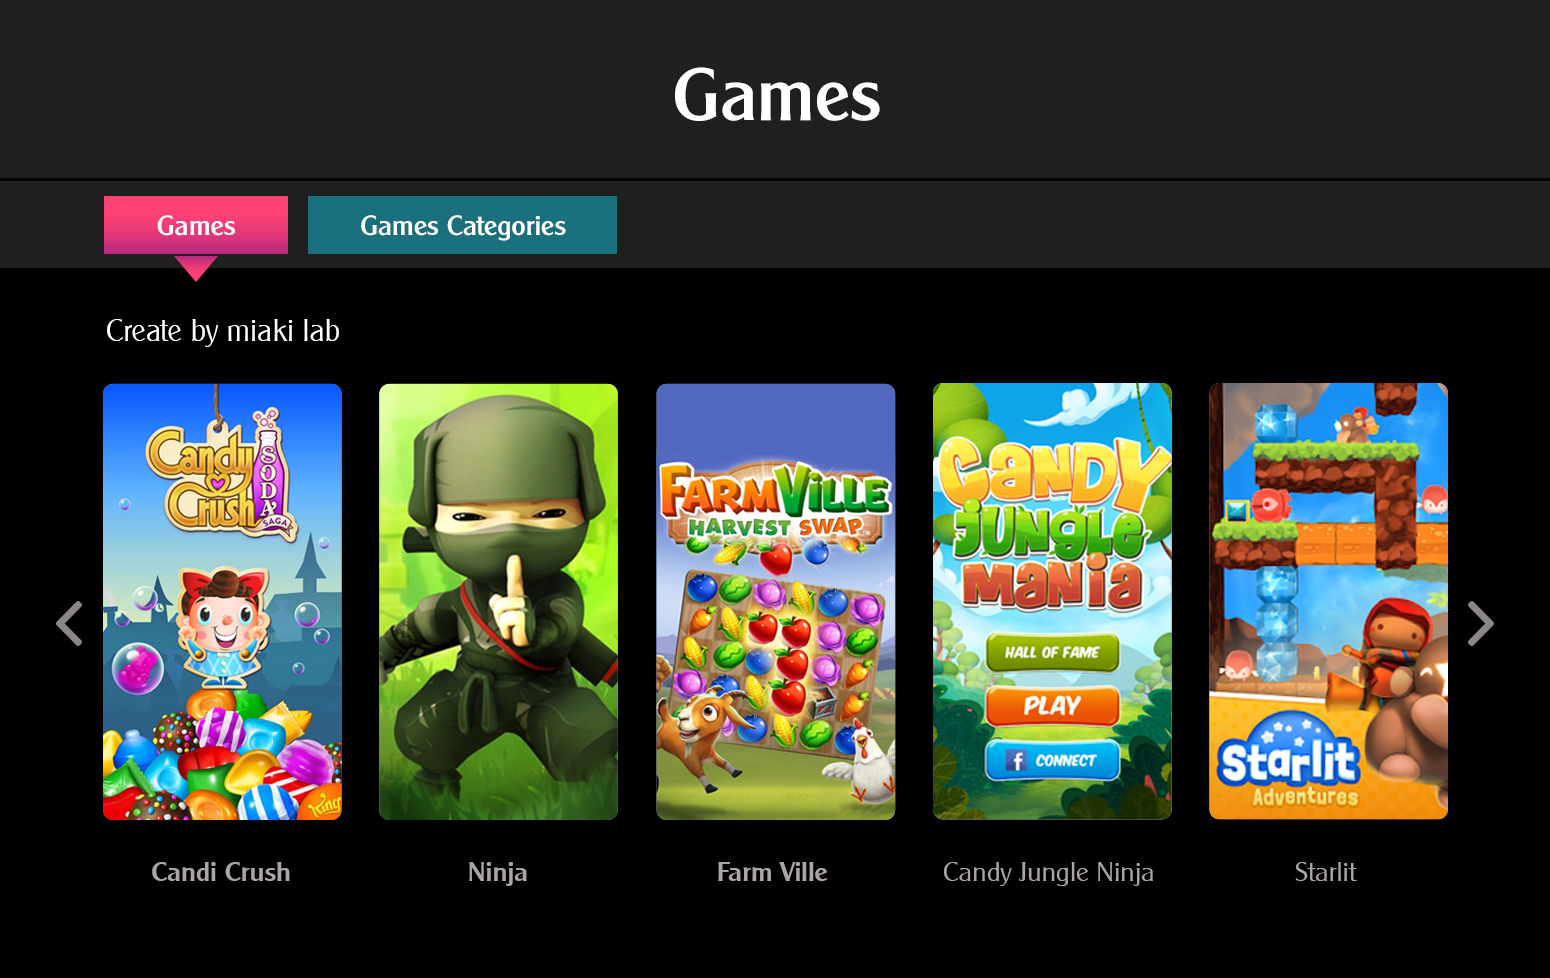 Games
Games
Games Categories
Create by miaki lab
Candy
Crush
SODA
SAGA
King
FARMVILLE
HARVEST SWAP
CANDY
JUNGLE
MANIA
HALL OF FAME
PLAY
f CONNECT
Starlit
Adventures
Candi Crush
Ninja
Farm Ville
Candy Jungle Ninja
Starlit